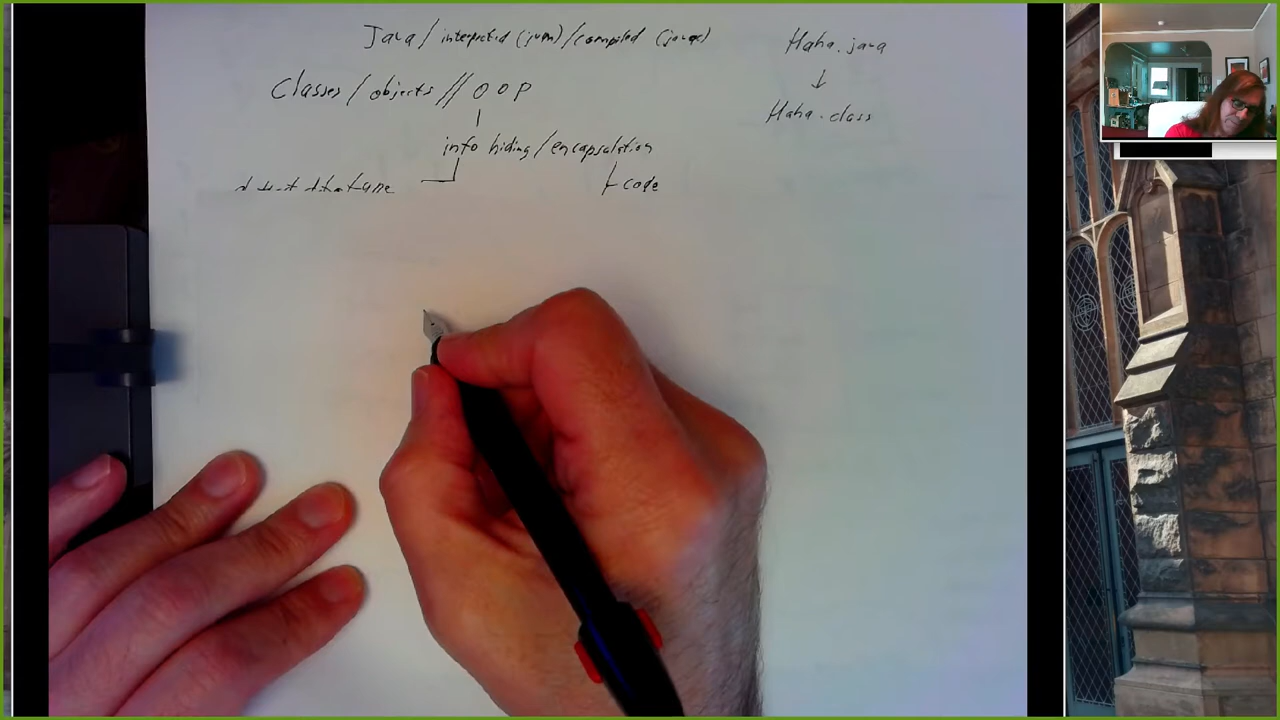 Java / interpreted (jvm) / compiled (javac)
Haha.java
↓
Haha.class
Classes / objects // OOP
info hiding / encapsulation
code